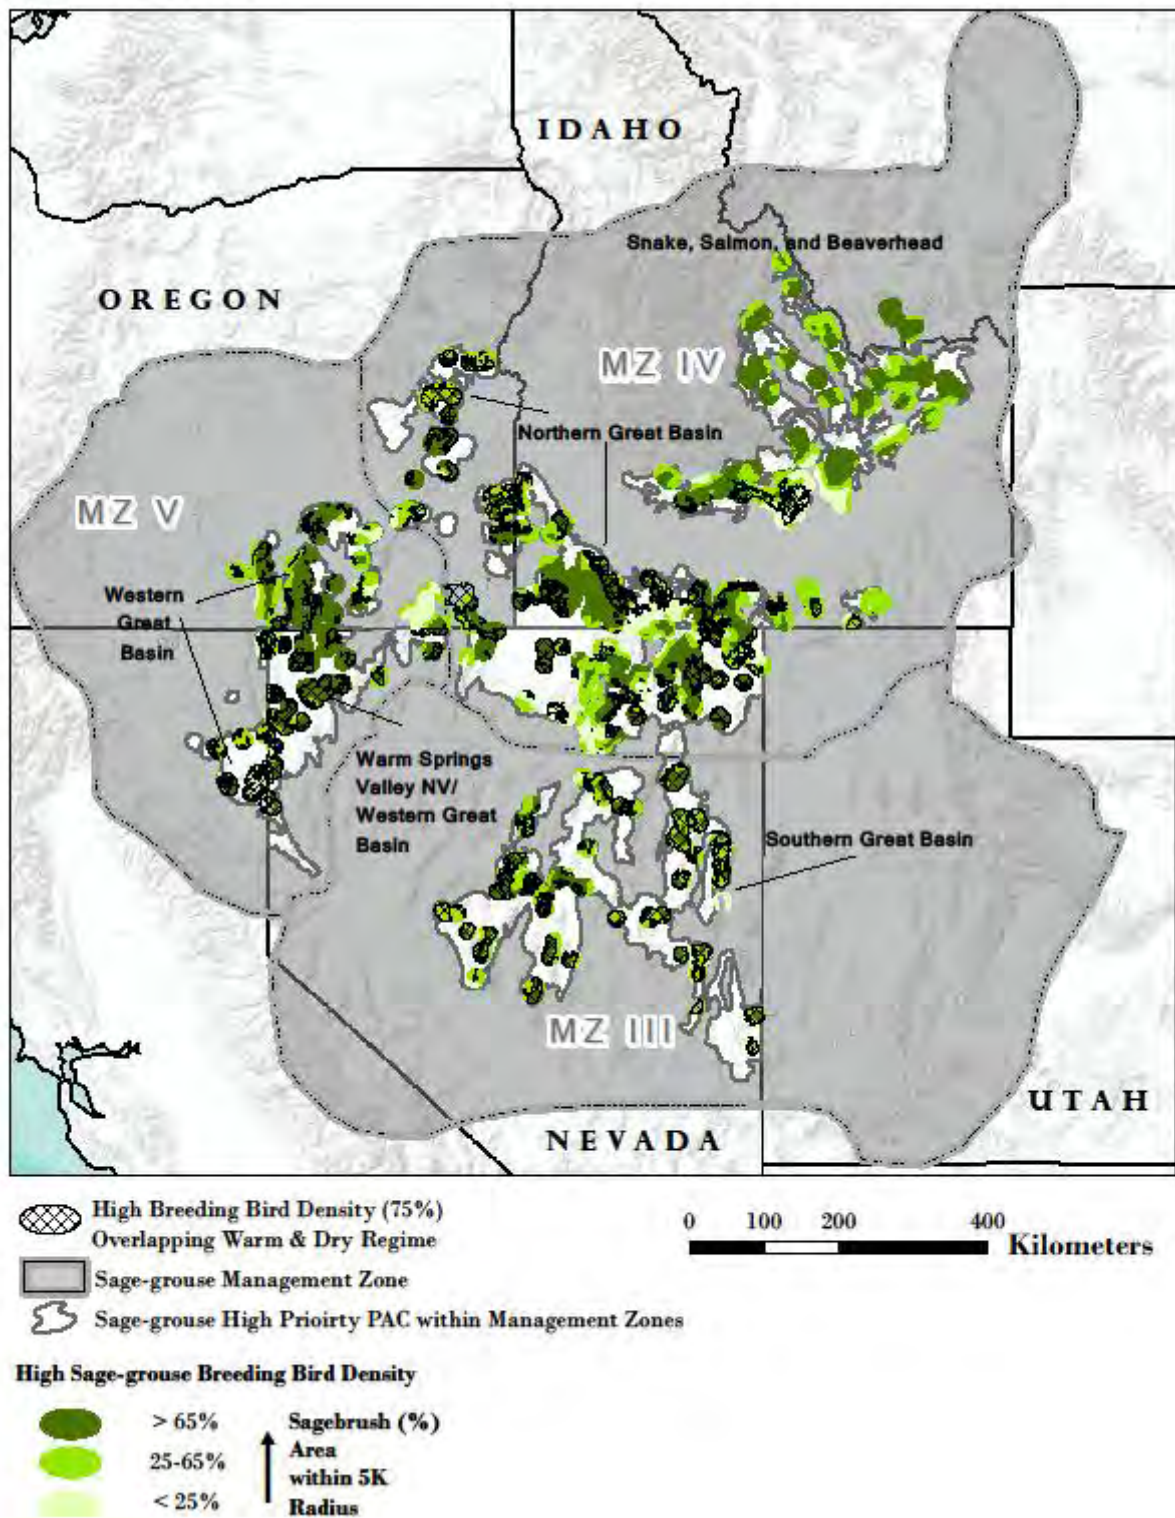 IDAHO
Snake, Salmon, and Beaverhead
OREGON
MZ IV
Northern Great Basin
MZ V
Western
Great
Basin
Warm Springs
Valley NV/
Western Great
Basin
Southern Great Basin
MZ III
UTAH
NEVADA
High Breeding Bird Density (75%)
Overlapping Warm & Dry Regime
0 100 200 400
Kilometers
Sage-grouse Management Zone
Sage-grouse High Prioirty PAC within Management Zones
High Sage-grouse Breeding Bird Density
> 65% Sagebrush (%)
Area
25-65%
within 5K
< 25%
Radius